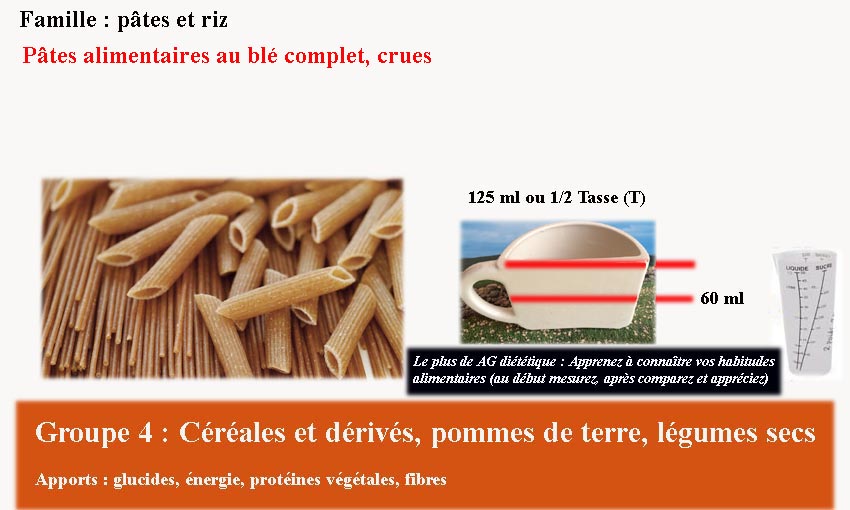 Famille : pâtes et riz
Pâtes alimentaires au blé complet, crues
125 ml ou 1/2 Tasse (T)
60 ml
LIQUIDE SUCRE
Le plus de AG diététique : Apprenez à connaître vos habitudes
alimentaires (au début mesurez, après comparez et appréciez)
Groupe 4 : Céréales et dérivés, pommes de terre, légumes secs
Apports : glucides, énergie, protéines végétales, fibres